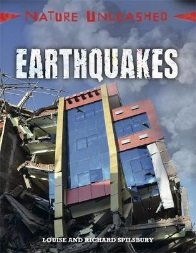 NATURE UNLEASHED
EARTHQUAKES
LOUISE AND RICHARD SPILSBURY